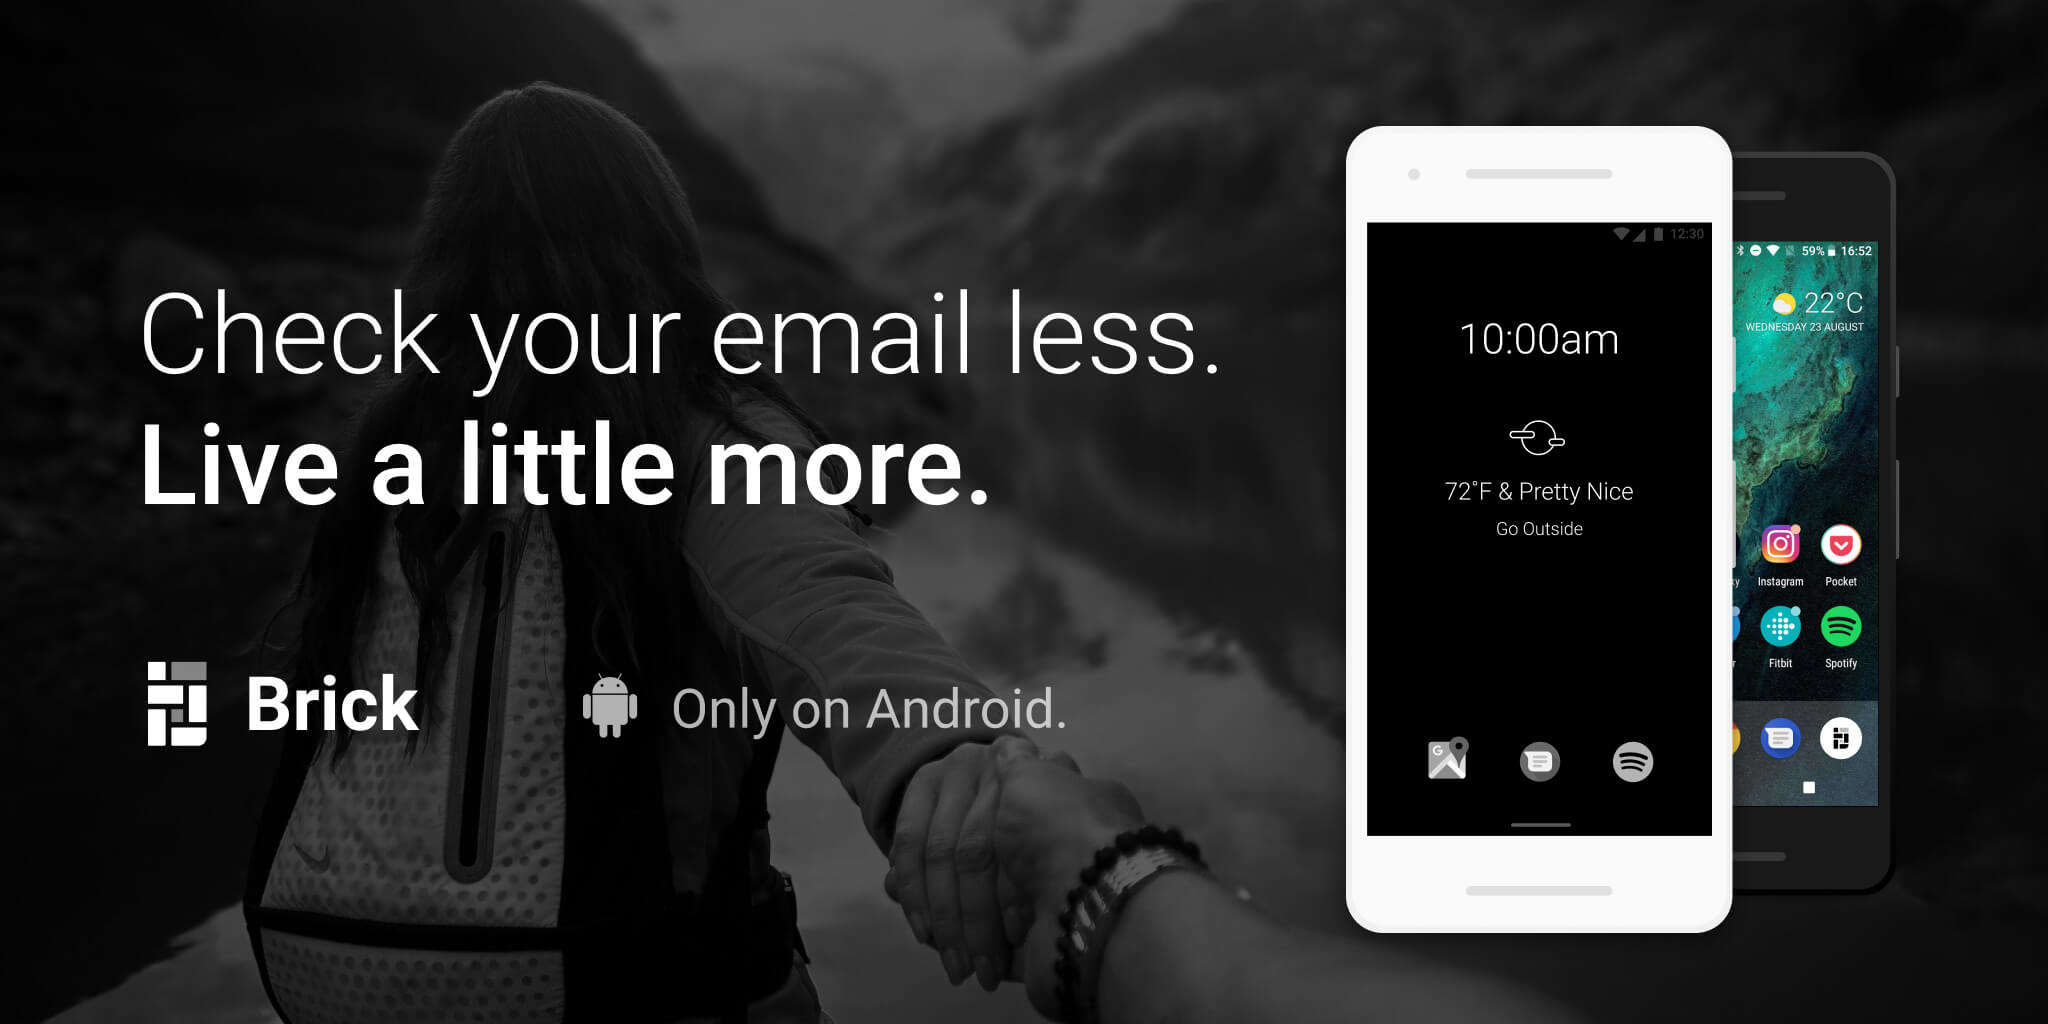 Check your email less.
Live a little more.
Brick
Only on Android.
12:30
10:00am
72°F & Pretty Nice
Go Outside
G
59% 16:52
22°C
WEDNESDAY 23 AUGUST
Instagram
Pocket
Fitbit
Spotify